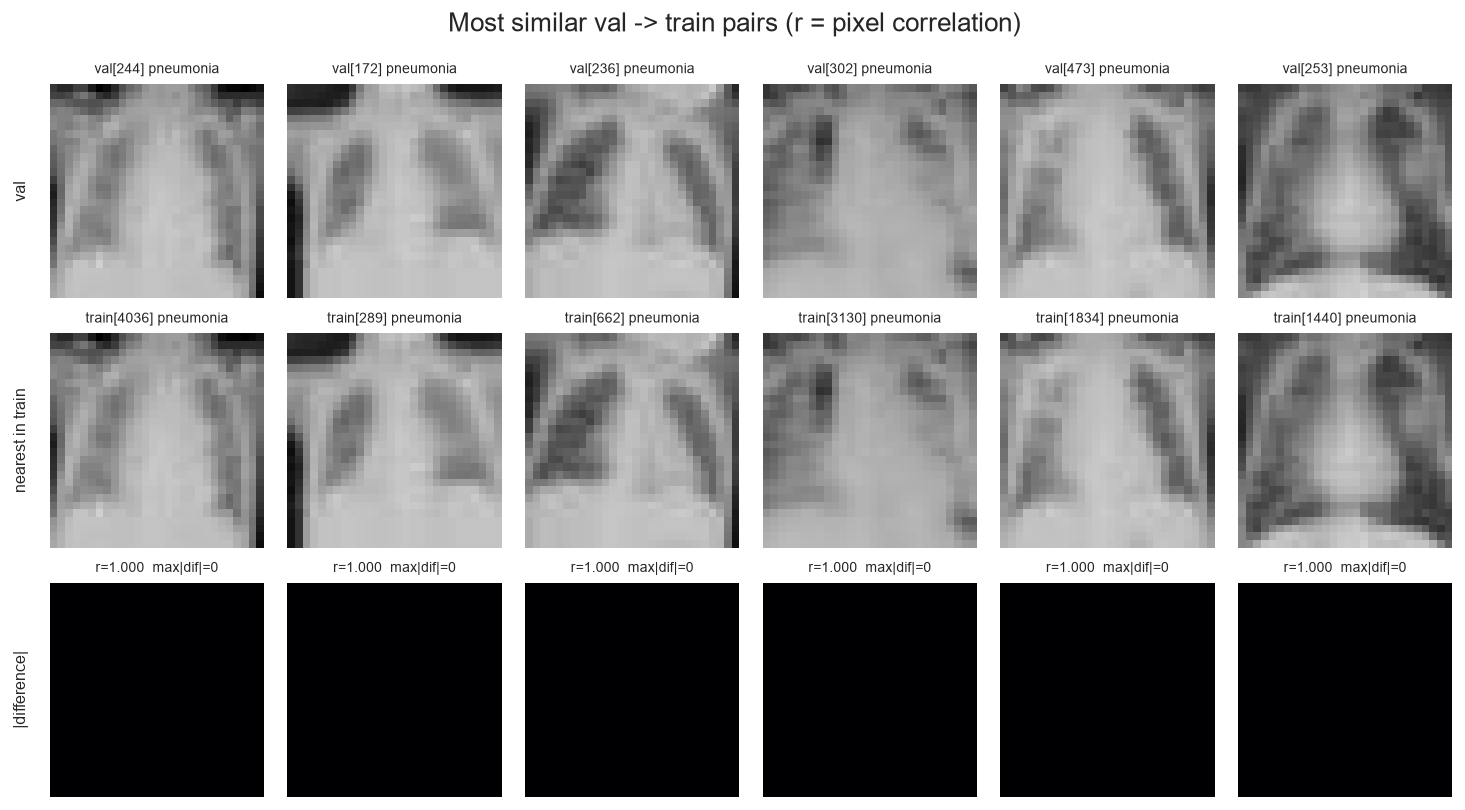 Most similar val -> train pairs (r = pixel correlation)
val[244] pneumonia
val[172] pneumonia
val[236] pneumonia
val[302] pneumonia
val[473] pneumonia
val[253] pneumonia
val
train[4036] pneumonia
train[289] pneumonia
train[662] pneumonia
train[3130] pneumonia
train[1834] pneumonia
train[1440] pneumonia
nearest in train
r=1.000 max|dif|=0
r=1.000 max|dif|=0
r=1.000 max|dif|=0
r=1.000 max|dif|=0
r=1.000 max|dif|=0
r=1.000 max|dif|=0
|difference|